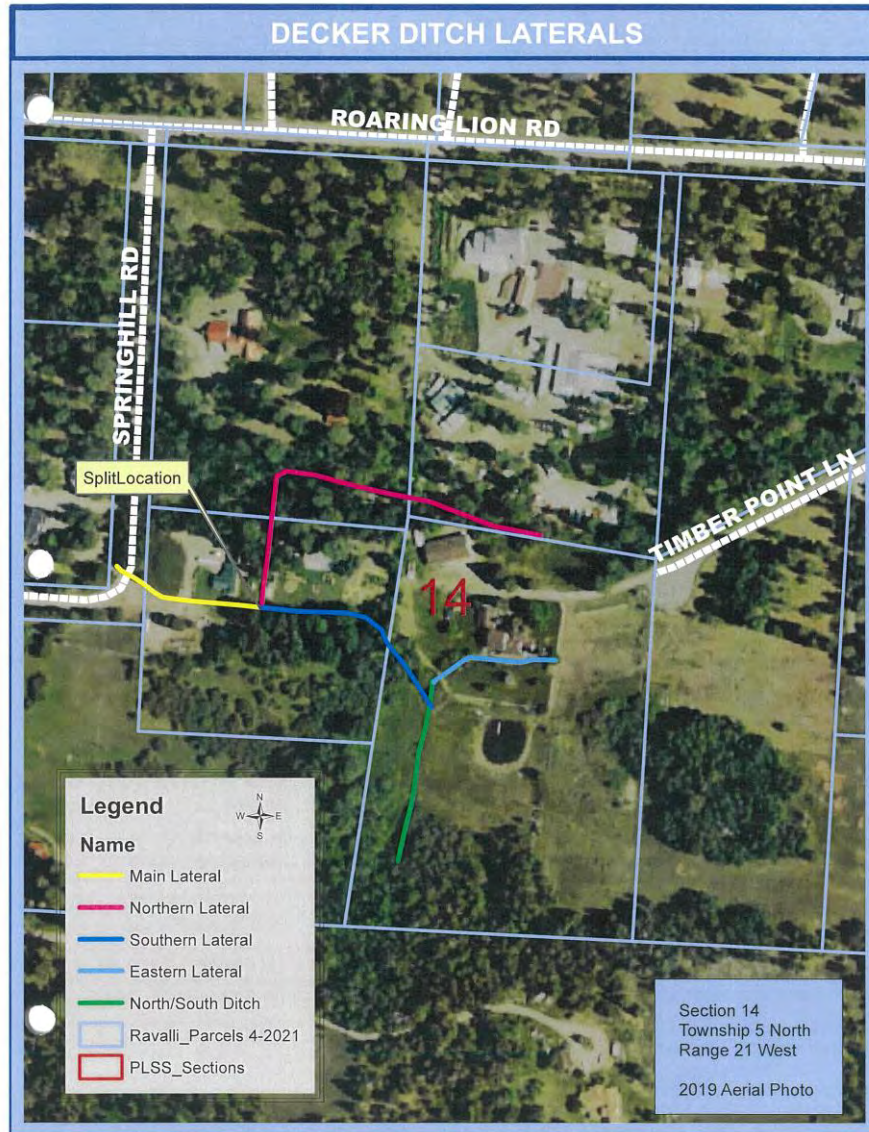 DECKER DITCH LATERALS
ROARING LION RD
SPRINGHILL RD
SplitLocation
TIMBER POINT LN
14
Legend
N
W E
S
Name
Main Lateral
Northern Lateral
Southern Lateral
Eastern Lateral
North/South Ditch
Ravalli_Parcels 4-2021
PLSS_Sections
Section 14
Township 5 North
Range 21 West
2019 Aerial Photo